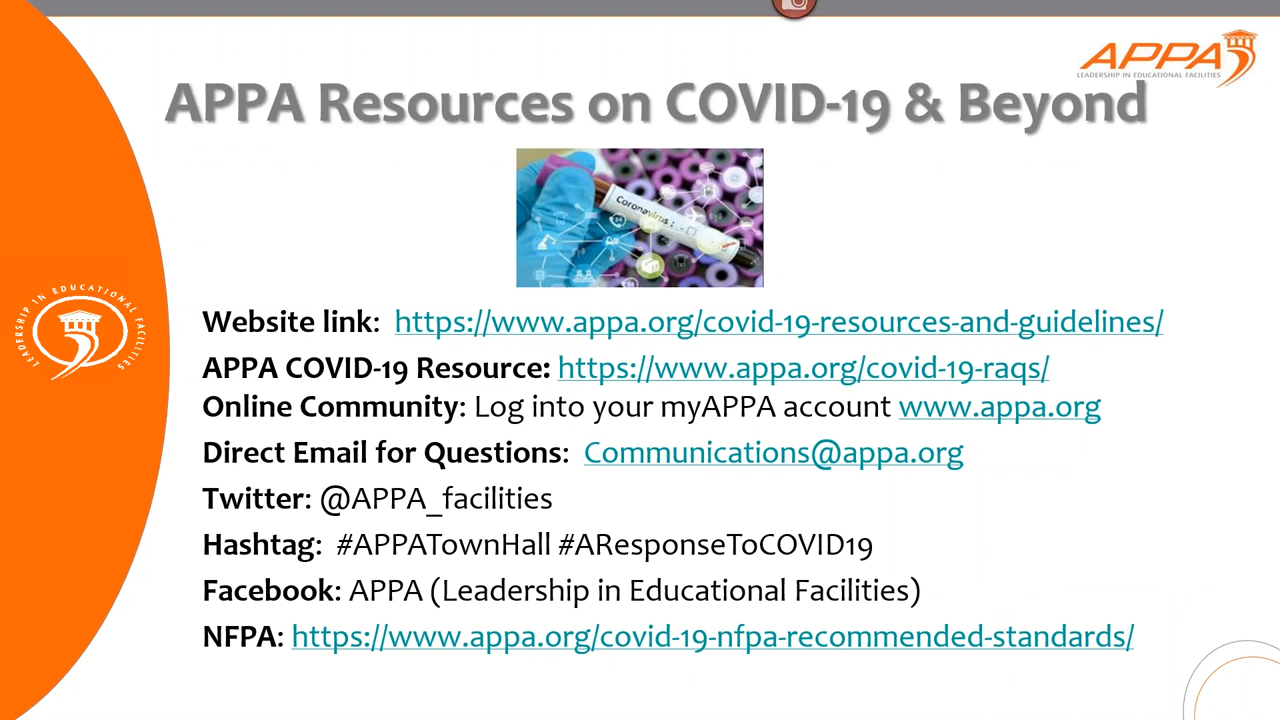 APPA
LEADERSHIP IN EDUCATIONAL FACILITIES
APPA Resources on COVID-19 & Beyond
Coronavirus :
LEADERSHIP IN EDUCATIONAL FACILITIES
Website link: https://www.appa.org/covid-19-resources-and-guidelines/
APPA COVID-19 Resource: https://www.appa.org/covid-19-raqs/
Online Community: Log into your myAPPA account www.appa.org
Direct Email for Questions: Communications@appa.org
Twitter: @APPA_facilities
Hashtag: #APPATownHall #AResponseToCOVID19
Facebook: APPA (Leadership in Educational Facilities)
NFPA: https://www.appa.org/covid-19-nfpa-recommended-standards/